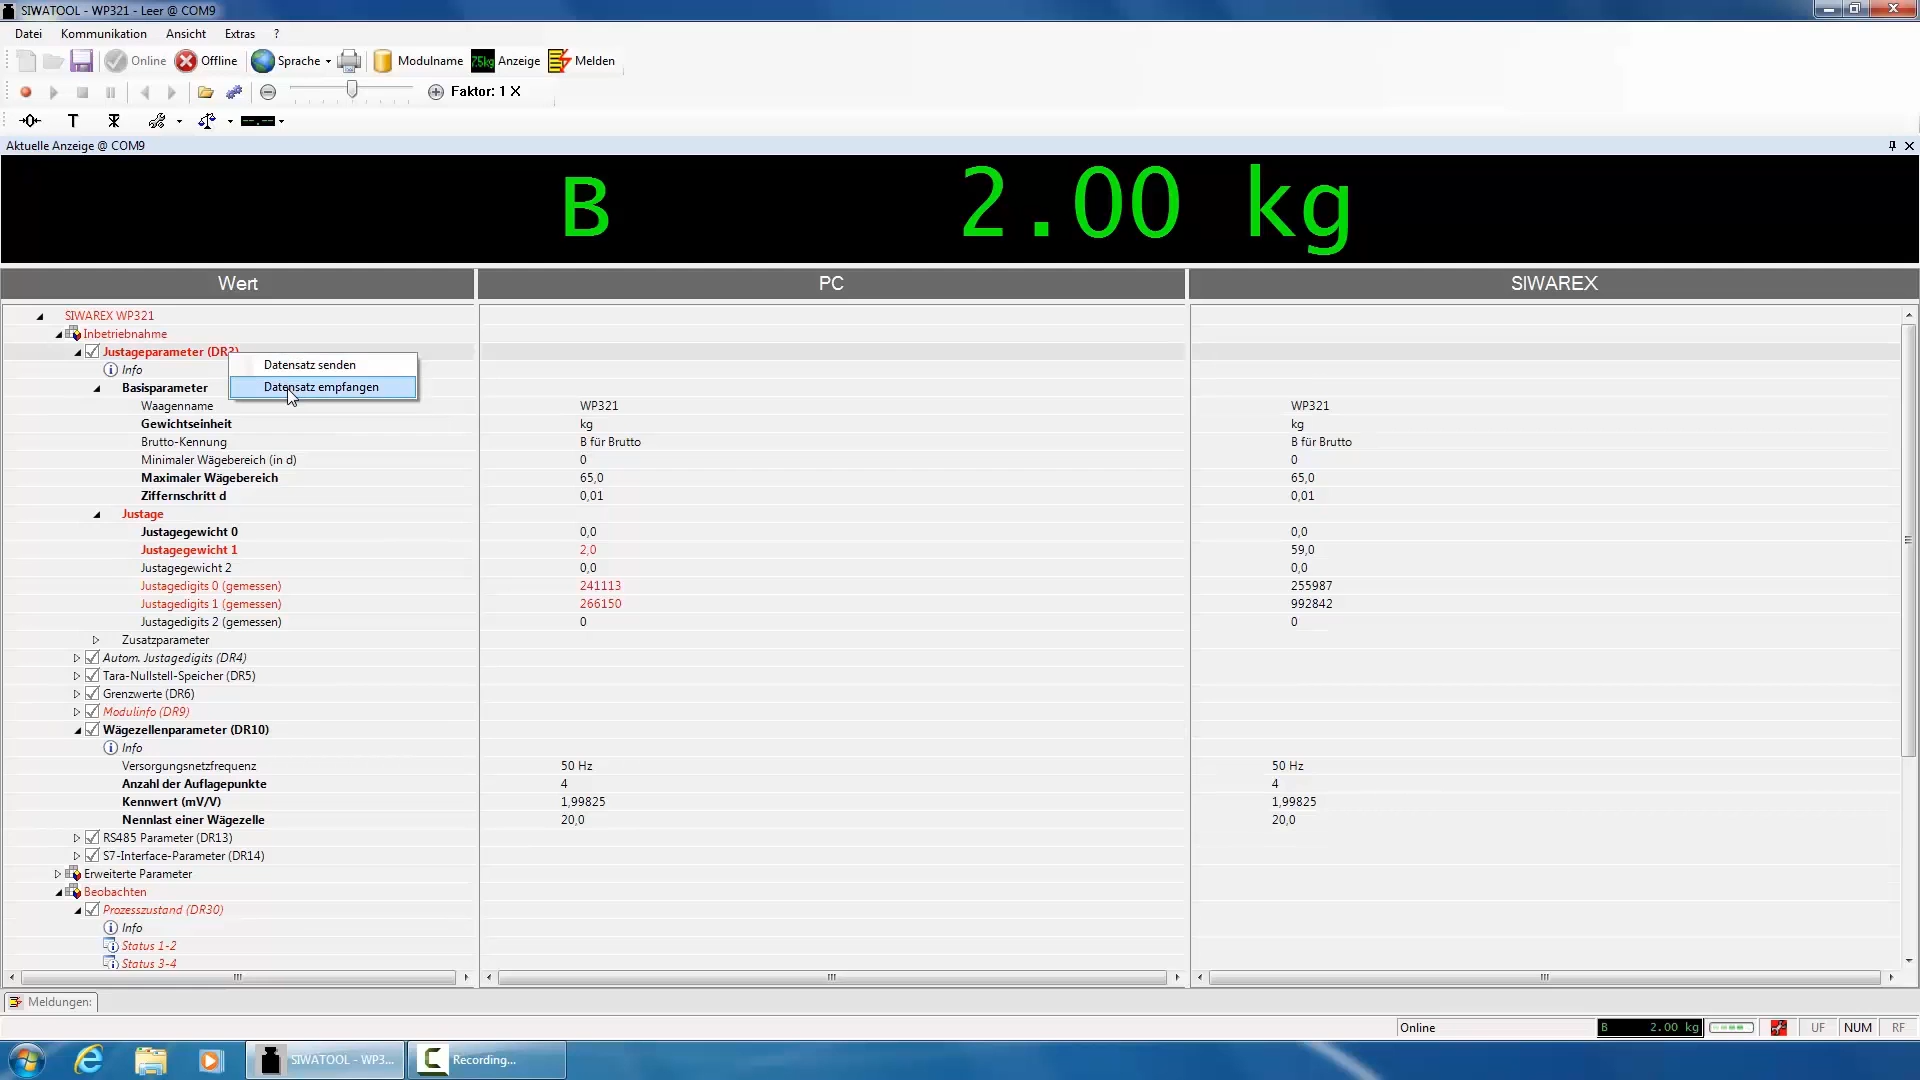 SIWATOOL - WP321 - Leer @ COM9
Datei Kommunikation Ansicht Extras ?
Online Offline Sprache 7.5kg Modulname Anzeige Melden
Faktor: 1 X
T
Aktuelle Anzeige @ COM9
B 2.00 kg
Wert PC SIWAREX
SIWAREX WP321
Inbetriebnahme
Justageparameter (DR3)
Datensatz senden
Info
Datensatz empfangen
Basisparameter
Waagenname WP321 WP321
Gewichtseinheit kg kg
Brutto-Kennung B für Brutto B für Brutto
Minimaler Wägebereich (in d) 0 0
Maximaler Wägebereich 65,0 65,0
Ziffernschritt d 0,01 0,01
Justage
Justagegewicht 0 0,0 0,0
Justagegewicht 1 2,0 59,0
Justagegewicht 2 0,0 0,0
Justagedigits 0 (gemessen) 241113 255987
Justagedigits 1 (gemessen) 266150 992842
Justagedigits 2 (gemessen) 0 0
Zusatzparameter
Autom. Justagedigits (DR4)
Tara-Nullstell-Speicher (DR5)
Grenzwerte (DR6)
Modulinfo (DR9)
Wägezellenparameter (DR10)
Info
Versorgungsnetzfrequenz 50 Hz 50 Hz
Anzahl der Auflagepunkte 4 4
Kennwert (mV/V) 1,99825 1,99825
Nennlast einer Wägezelle 20,0 20,0
RS485 Parameter (DR13)
S7-Interface-Parameter (DR14)
Erweiterte Parameter
Beobachten
Prozesszustand (DR30)
Info
Status 1-2
Status 3-4
Meldungen:
Online B 2.00 kg UF NUM RF
SIWATOOL - WP3... Recording...